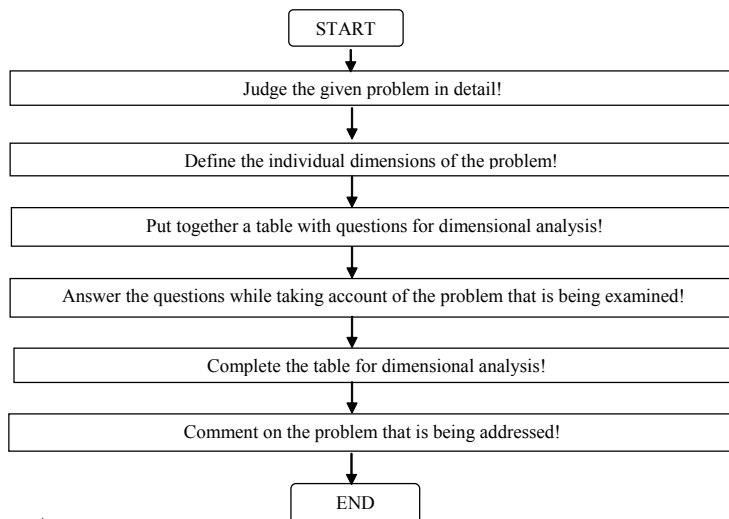 START
Judge the given problem in detail!
Define the individual dimensions of the problem!
Put together a table with questions for dimensional analysis!
Answer the questions while taking account of the problem that is being examined!
Complete the table for dimensional analysis!
Comment on the problem that is being addressed!
END